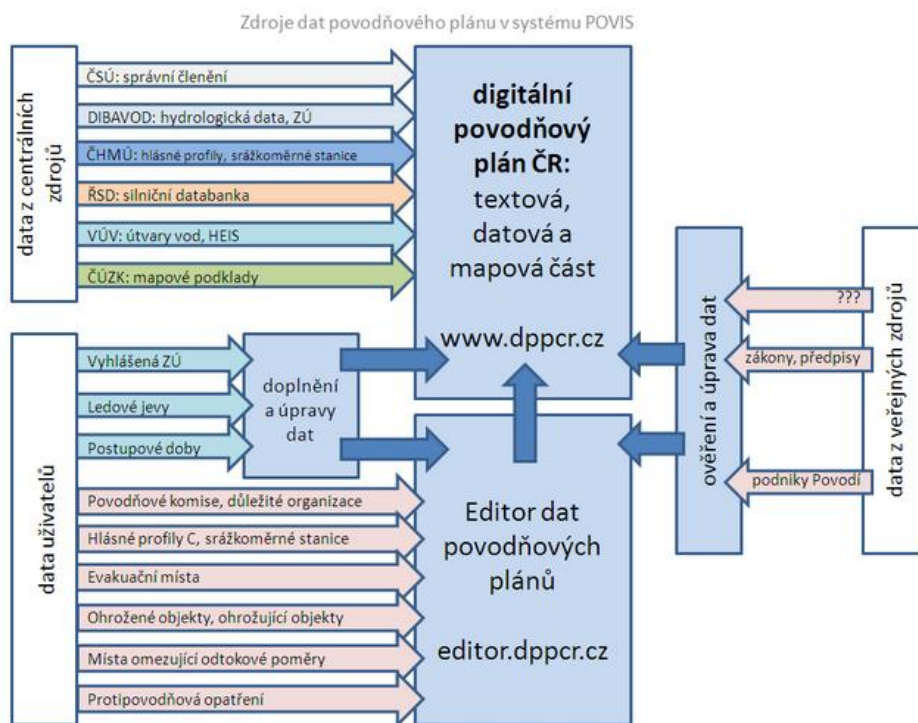 Zdroje dat povodňového plánu v systému POVIS
data z centrálních
zdrojů
ČSÚ: správní členění
DIBAVOD: hydrologická data, ZÚ
ČHMÚ: hlásné profily, srážkoměrné stanice
ŘSD: silniční databanka
VÚV: útvary vod, HEIS
ČÚZK: mapové podklady
digitální
povodňový
plán ČR:
textová,
datová a
mapová část
www.dppcr.cz
data uživatelů
Vyhlášená ZÚ
Ledové jevy
Postupové doby
doplnění
a úpravy
dat
Povodňové komise, důležité organizace
Hlásné profily C, srážkoměrné stanice
Evakuační místa
Ohrožené objekty, ohrožující objekty
Místa omezující odtokové poměry
Protipovodňová opatření
Editor dat
povodňových
plánů
editor.dppcr.cz
ověření a úprava dat
???
zákony, předpisy
podniky Povodí
data z veřejných zdrojů